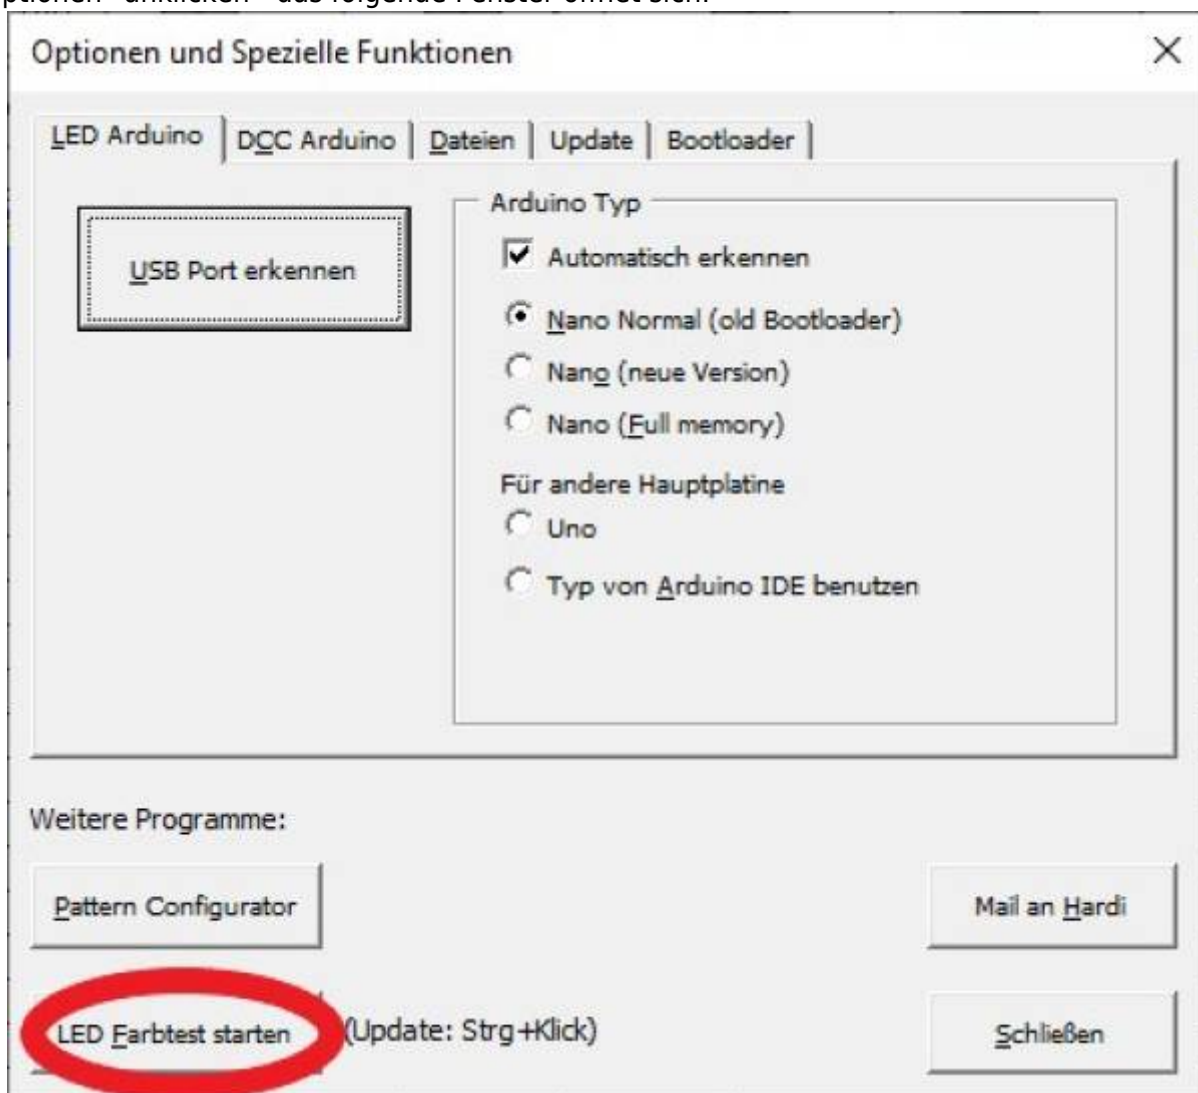 Optionen und Spezielle Funktionen
LED Arduino DCC Arduino Dateien Update Bootloader
USB Port erkennen
Arduino Typ
Automatisch erkennen
Nano Normal (old Bootloader)
Nano (neue Version)
Nano (Full memory)
Für andere Hauptplatine
Uno
Typ von Arduino IDE benutzen
Weitere Programme:
Pattern Configurator
Mail an Hardi
LED Farbtest starten
(Update: Strg+Klick)
Schließen